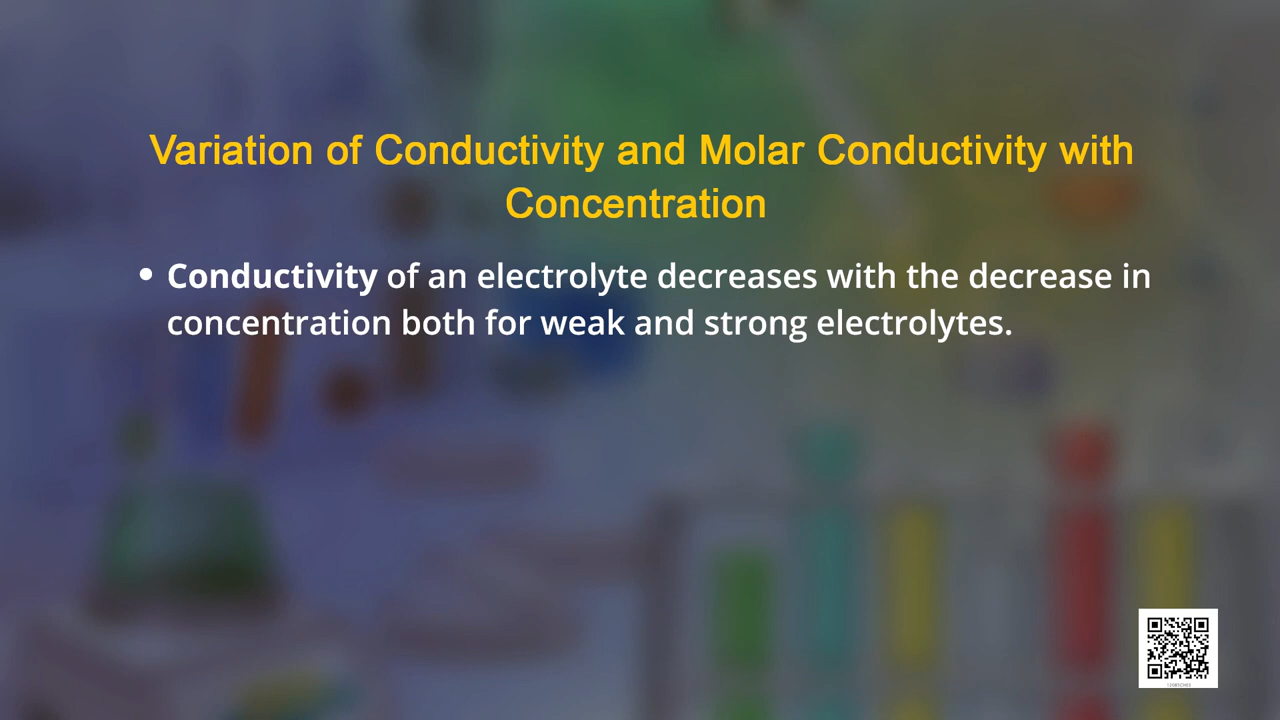 Variation of Conductivity and Molar Conductivity with
Concentration
• Conductivity of an electrolyte decreases with the decrease in
concentration both for weak and strong electrolytes.